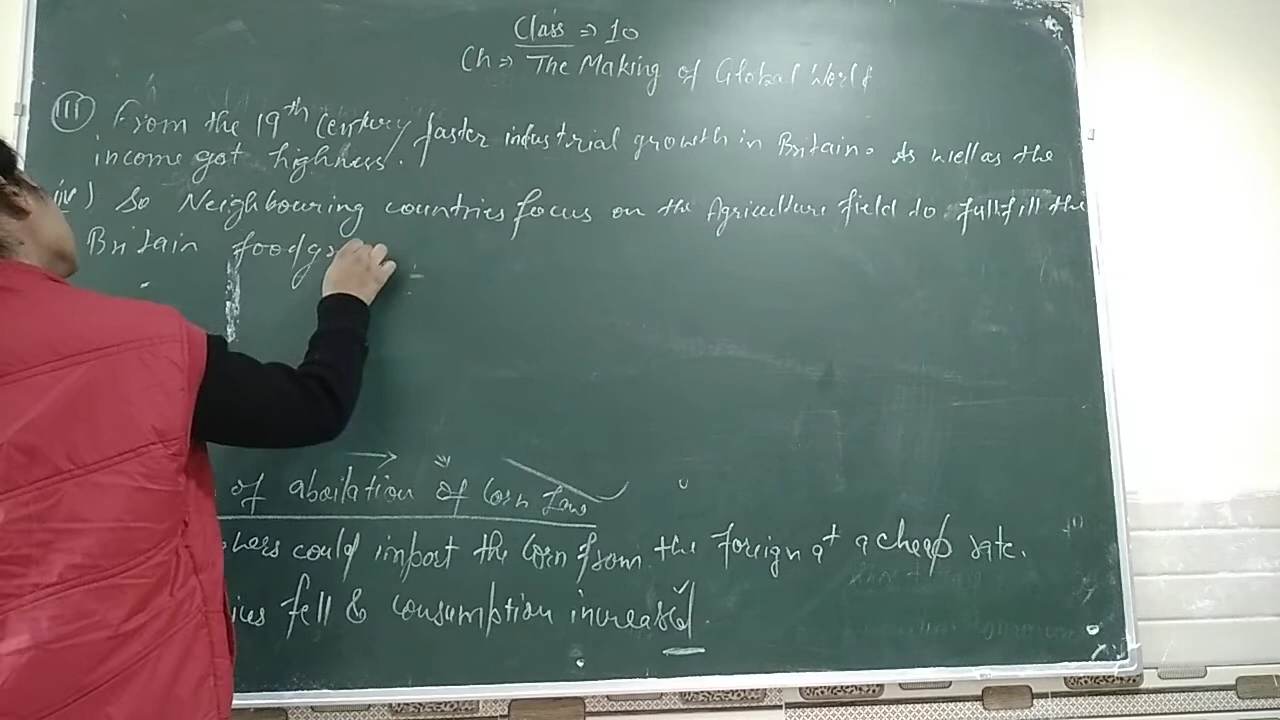 Class ⇒ 10
Ch ⇒ The Making of Global World
(iii) From the 19th Century faster industrial growth in Britain. As well as the
income got highness.
iv) So Neighbouring countries focus on the Agriculture field to fullfill the
Britain foodg
of aboilation of Corn Law
could import the Corn from the foreign at a cheap rate.
fell & consumption increased.